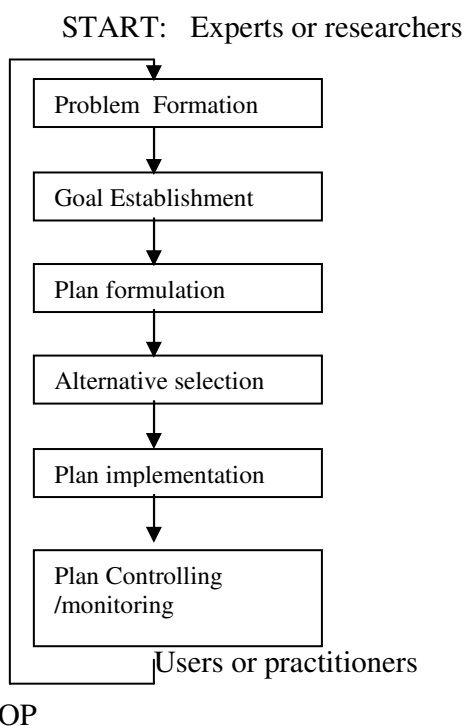 START: Experts or researchers
Problem Formation
Goal Establishment
Plan formulation
Alternative selection
Plan implementation
Plan Controlling
/monitoring
Users or practitioners
OP